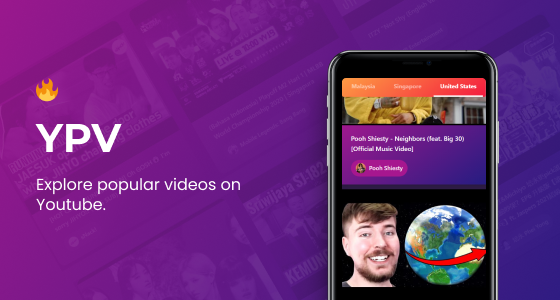 YPV
Explore popular videos on
Youtube.
Malaysia Singapore United States
Pooh Shiesty - Neighbors (feat. Big 30)
[Official Music Video]
Pooh Shiesty